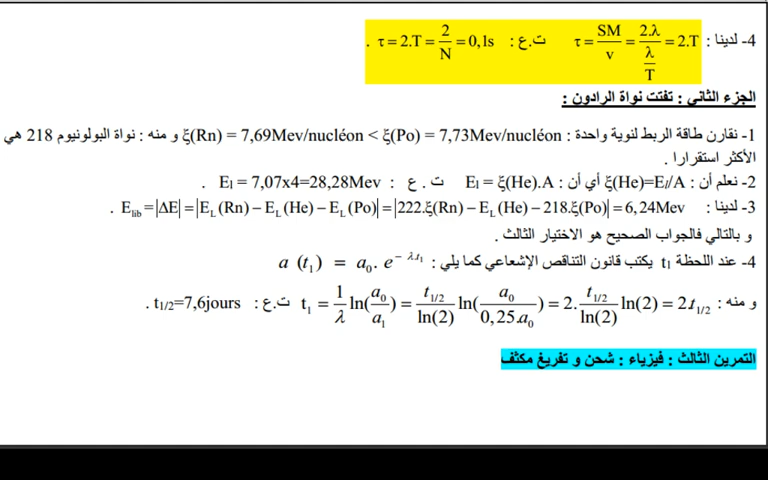 4- لدينا : τ = SM/v = 2.λ/(λ/T) = 2.T ت.ع : τ = 2.T = 2/N = 0,1s .
الجزء الثاني : تفتت نواة الرادون :
1- نقارن طاقة الربط لنوية واحدة : ξ(Rn) = 7,69Mev/nucléon < ξ(Po) = 7,73Mev/nucléon و منه : نواة البولونيوم 218 هي
الأكثر استقرارا .
2- نعلم أن : ξ(He)=El/A أي أن : El = ξ(He).A ت . ع : El = 7,07x4=28,28Mev .
3- لدينا : Elib = |ΔE| = |EL(Rn) − EL(He) − EL(Po)| = |222.ξ(Rn) − EL(He) − 218.ξ(Po)| = 6,24Mev .
و بالتالي فالجواب الصحيح هو الاختيار الثالث .
4- عند اللحظة t1 يكتب قانون التناقص الإشعاعي كما يلي : a (t1) = a0. e^(− λ.t1)
و منه : t1 = 1/λ ln(a0/a1) = t1/2/ln(2) ln(a0/0,25.a0) = 2. t1/2/ln(2) ln(2) = 2.t1/2 ت.ع : t1/2=7,6jours .
التمرين الثالث : فيزياء : شحن و تفريغ مكثف